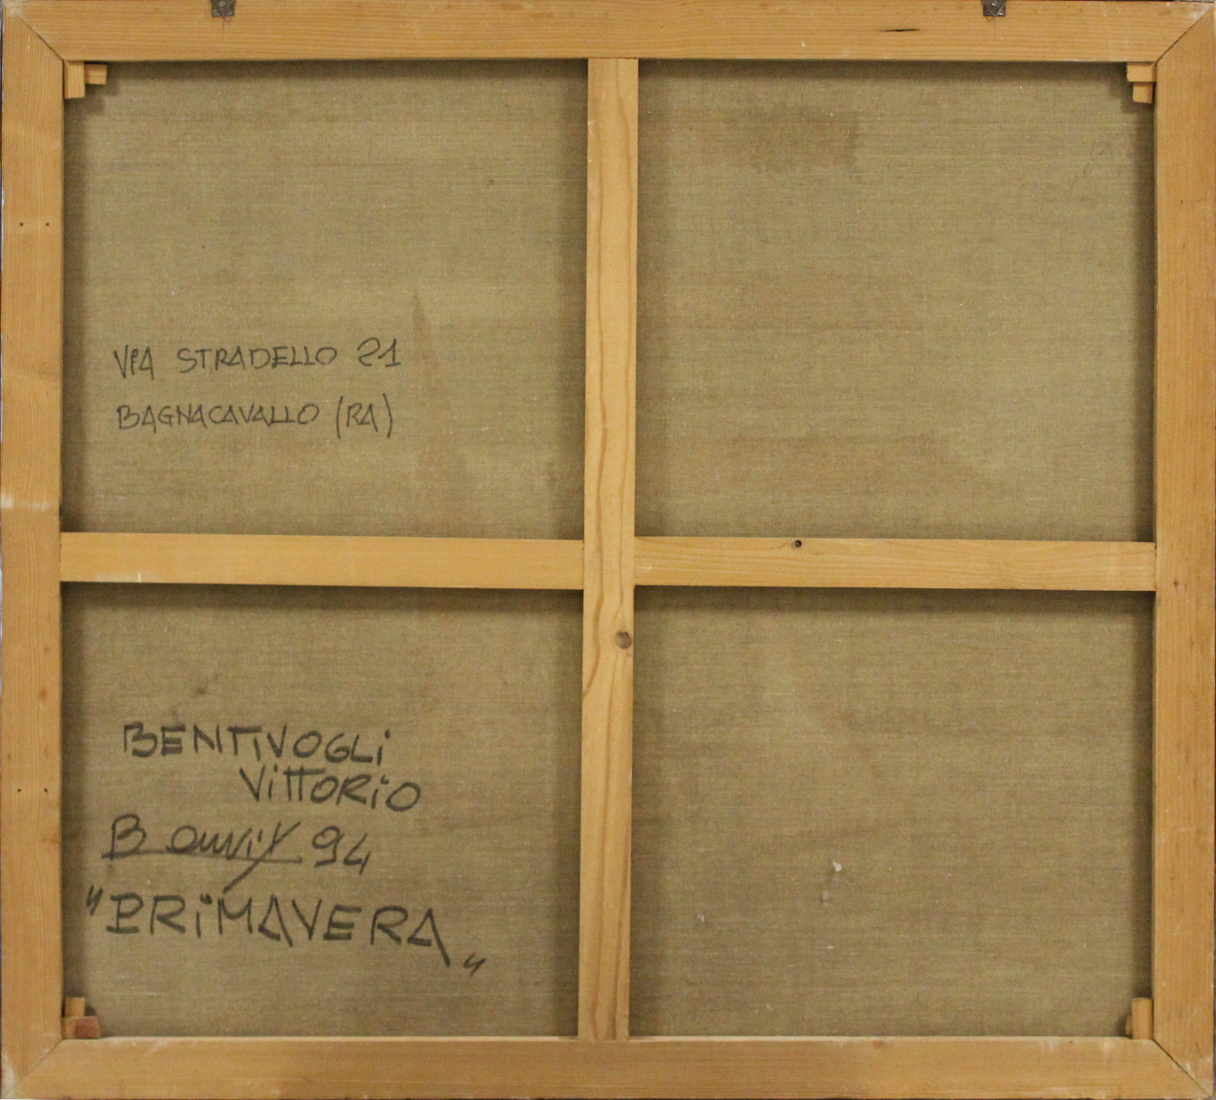 VIA STRADELLO 21
BAGNACAVALLO (RA)
BENTIVOGLI
VITTORIO
94
"PRIMAVERA"